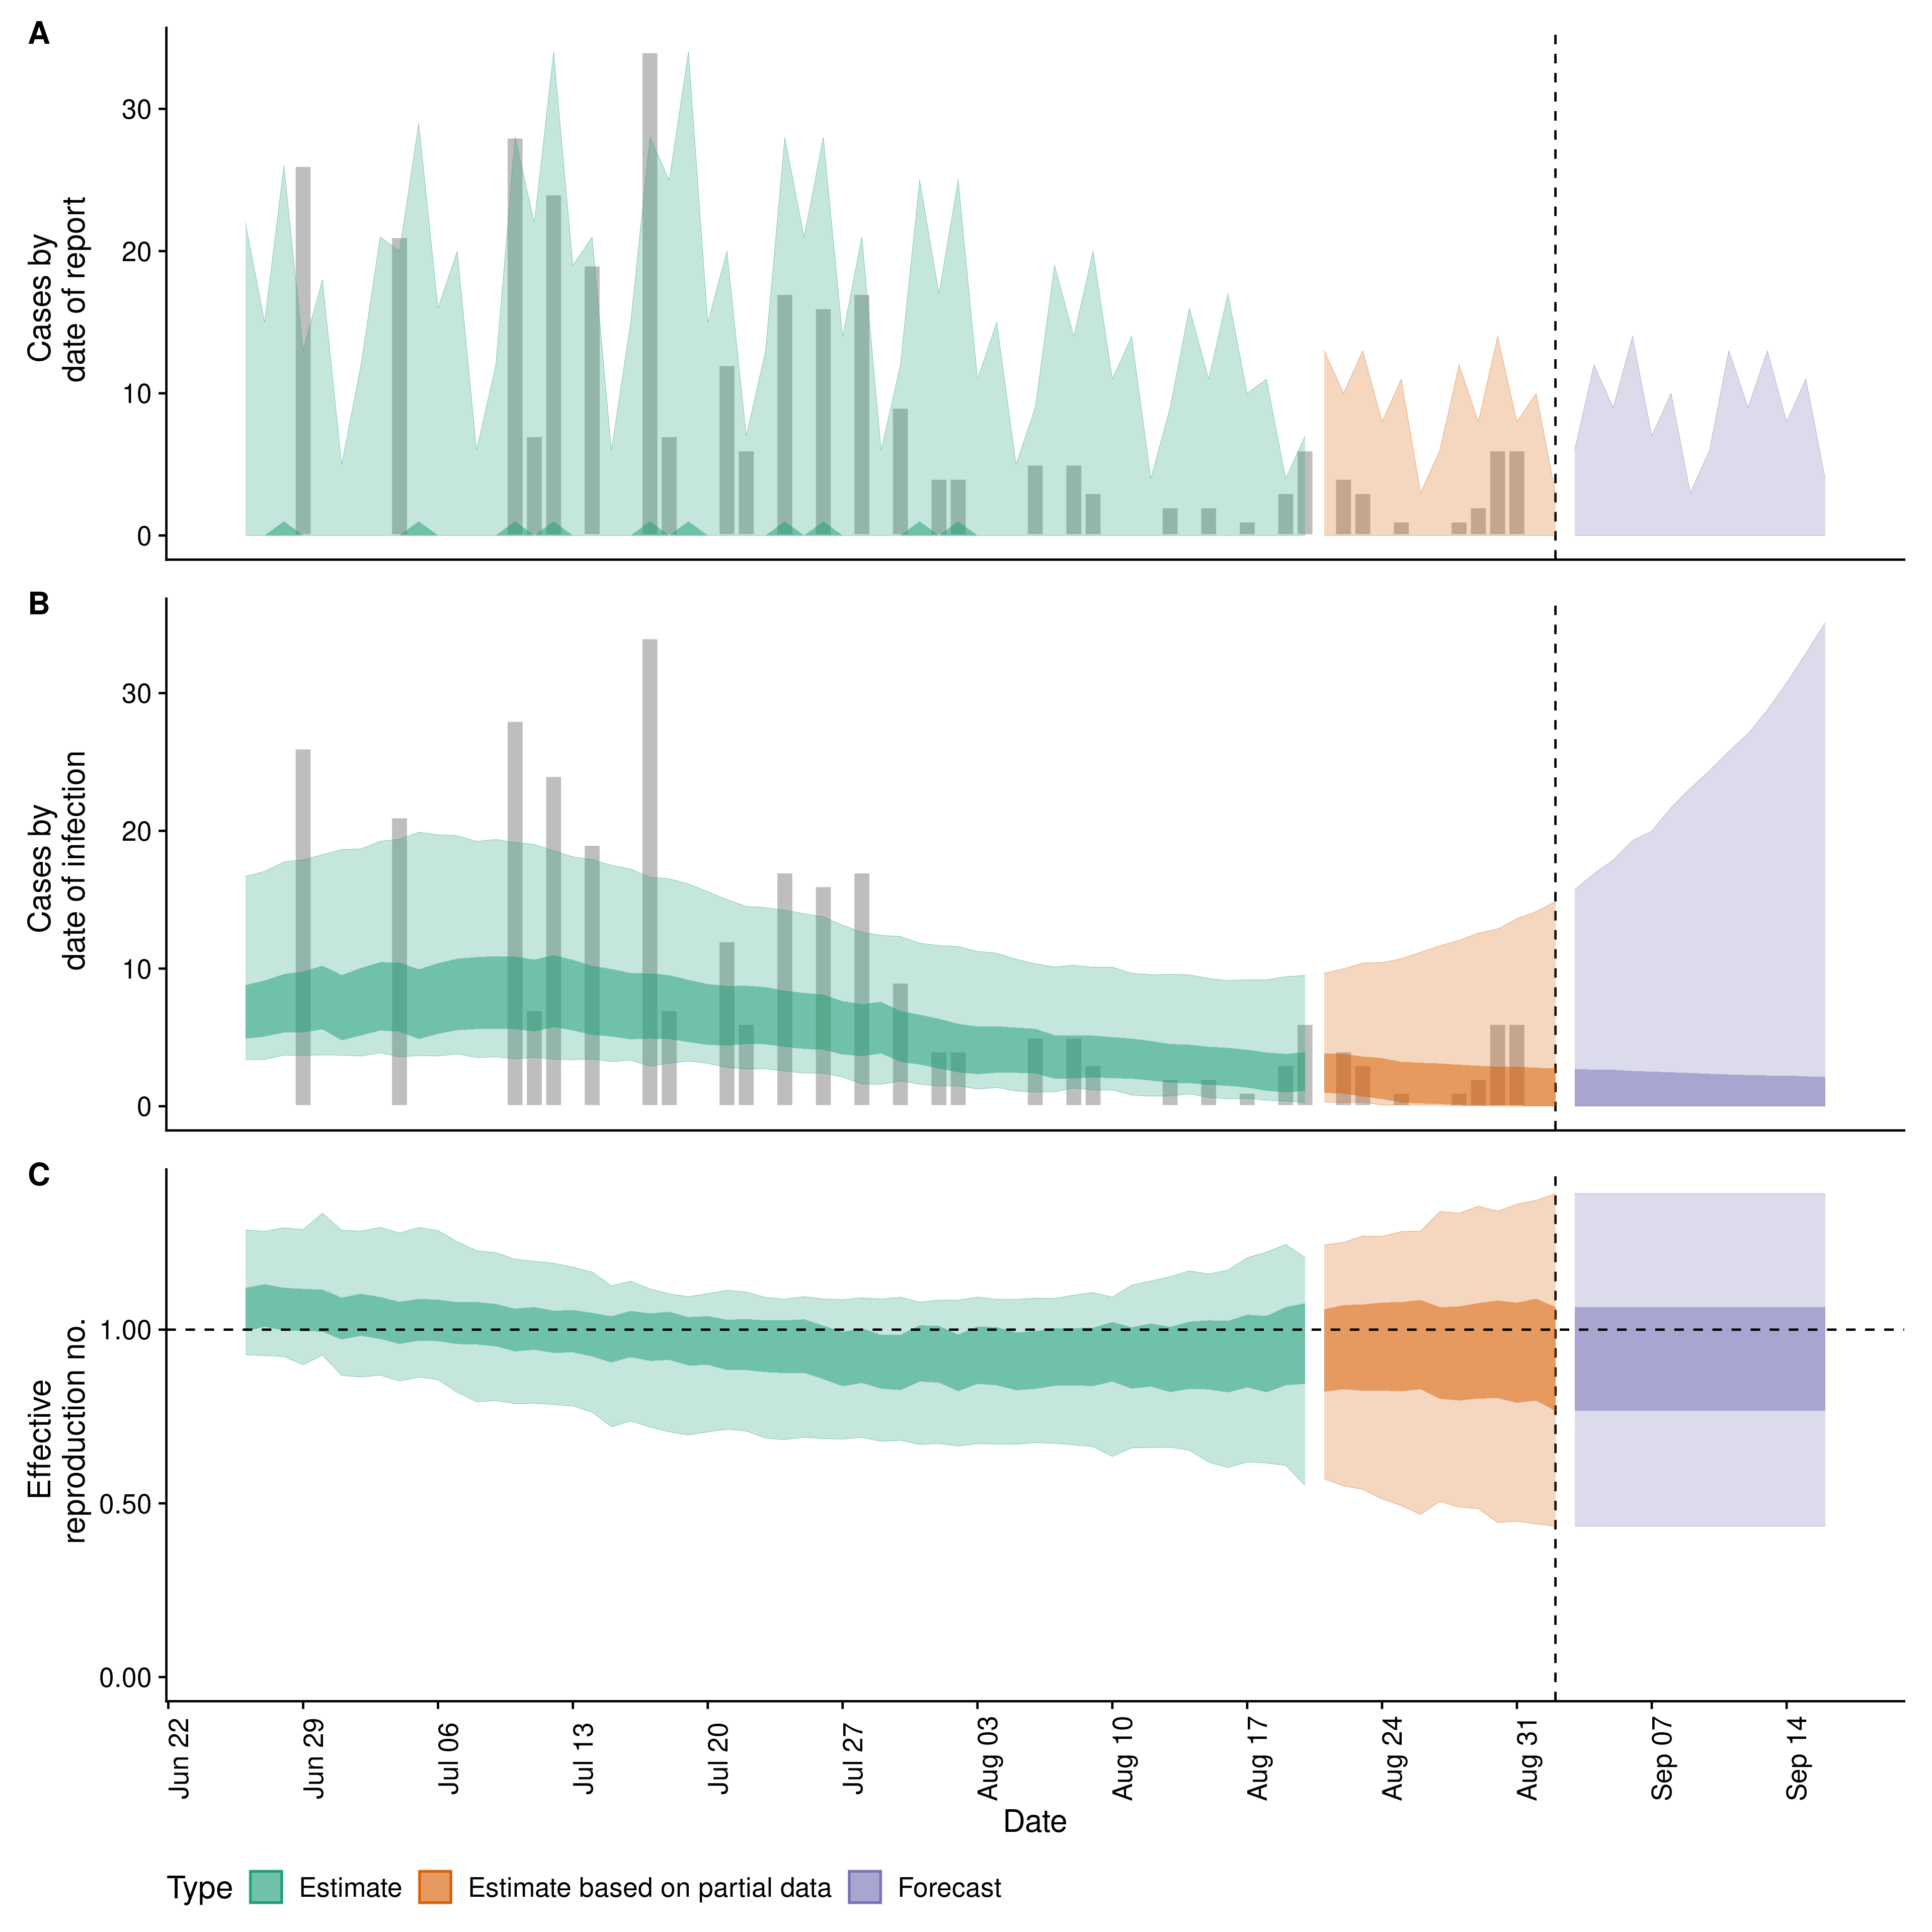 A
Cases by
date of report
30
20
10
0
B
Cases by
date of infection
30
20
10
0
C
Effective
reproduction no.
1.00
0.50
0.00
Jun 22
Jun 29
Jul 06
Jul 13
Jul 20
Jul 27
Aug 03
Aug 10
Aug 17
Aug 24
Aug 31
Sep 07
Sep 14
Date
Type Estimate Estimate based on partial data Forecast